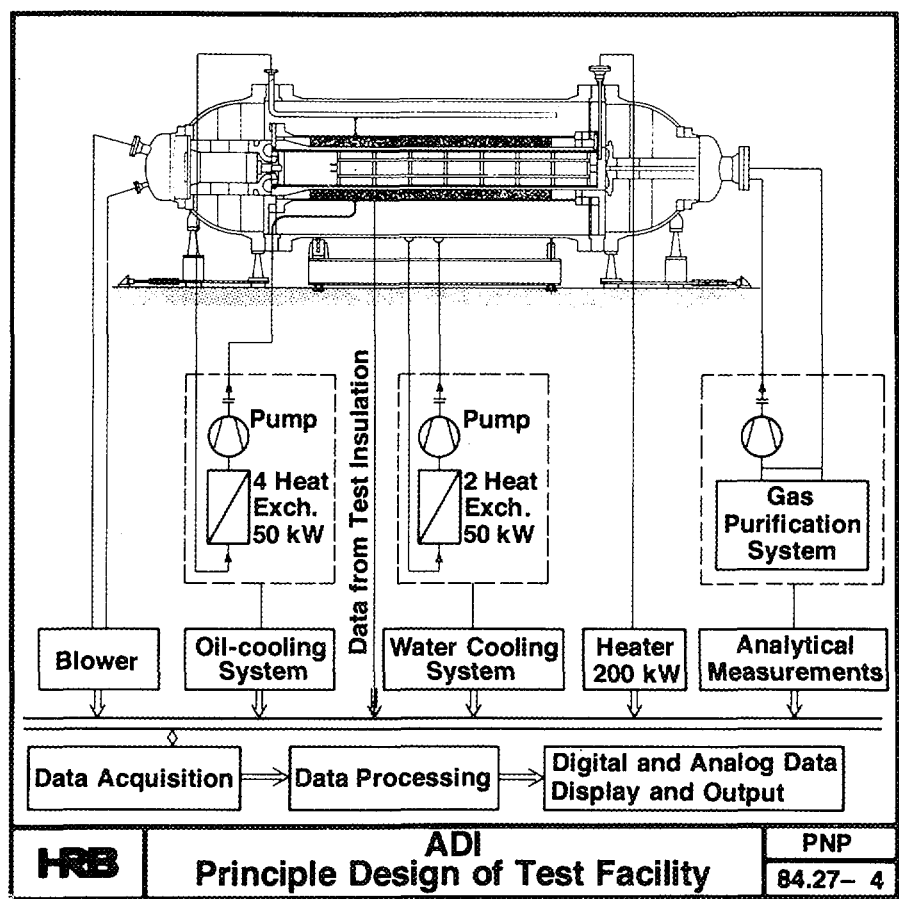 Pump
4 Heat
Exch.
50 kW
Data from Test Insulation
Pump
2 Heat
Exch.
50 kW
Gas
Purification
System
Blower
Oil-cooling
System
Water Cooling
System
Heater
200 kW
Analytical
Measurements
Data Acquisition
Data Processing
Digital and Analog Data
Display and Output
HRB
ADI
Principle Design of Test Facility
PNP
84.27– 4